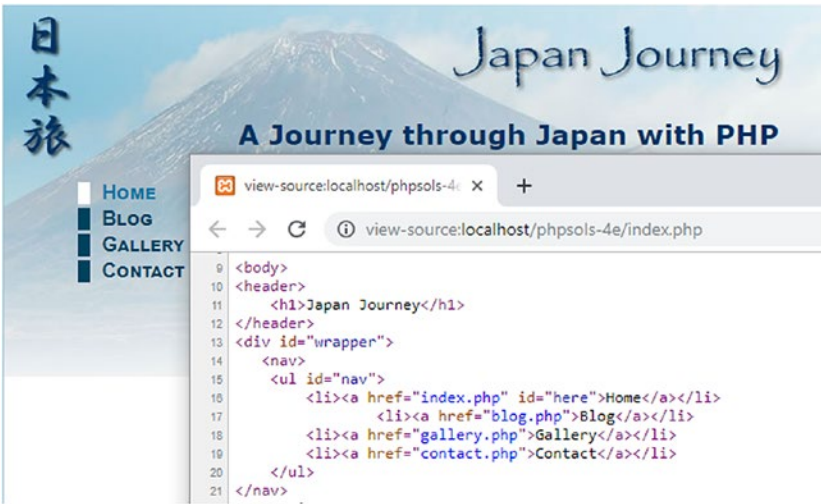 日本旅
Japan Journey
A Journey through Japan with PHP
HOME
BLOG
GALLERY
CONTACT
view-source:localhost/phpsols-4
view-source:localhost/phpsols-4e/index.php
9 <body>
10 <header>
11     <h1>Japan Journey</h1>
12 </header>
13 <div id="wrapper">
14    <nav>
15     <ul id="nav">
16         <li><a href="index.php" id="here">Home</a></li>
17                 <li><a href="blog.php">Blog</a></li>
18         <li><a href="gallery.php">Gallery</a></li>
19         <li><a href="contact.php">Contact</a></li>
20     </ul>
21 </nav>